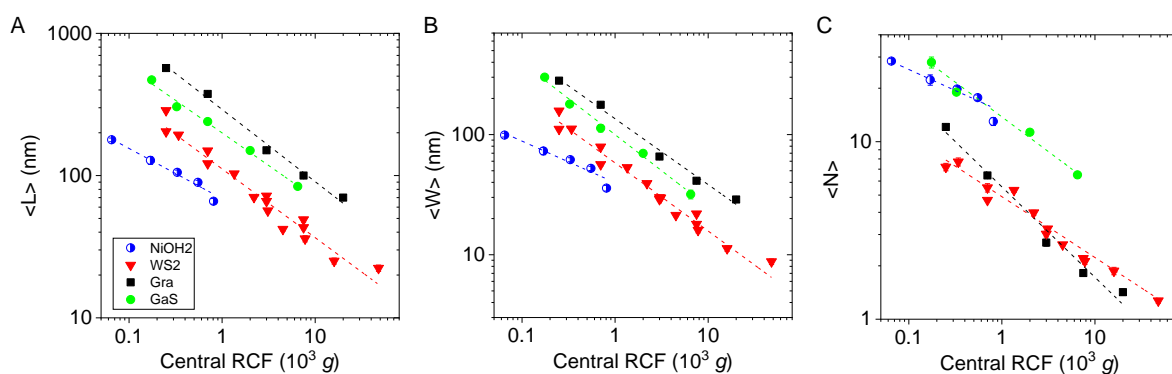 A
1000
100
10
<L> (nm)
0.1
1
10
Central RCF (10³ g)
NiOH2
WS2
Gra
GaS
B
100
10
<W> (nm)
0.1
1
10
Central RCF (10³ g)
C
10
1
<N>
0.1
1
10
Central RCF (10³ g)